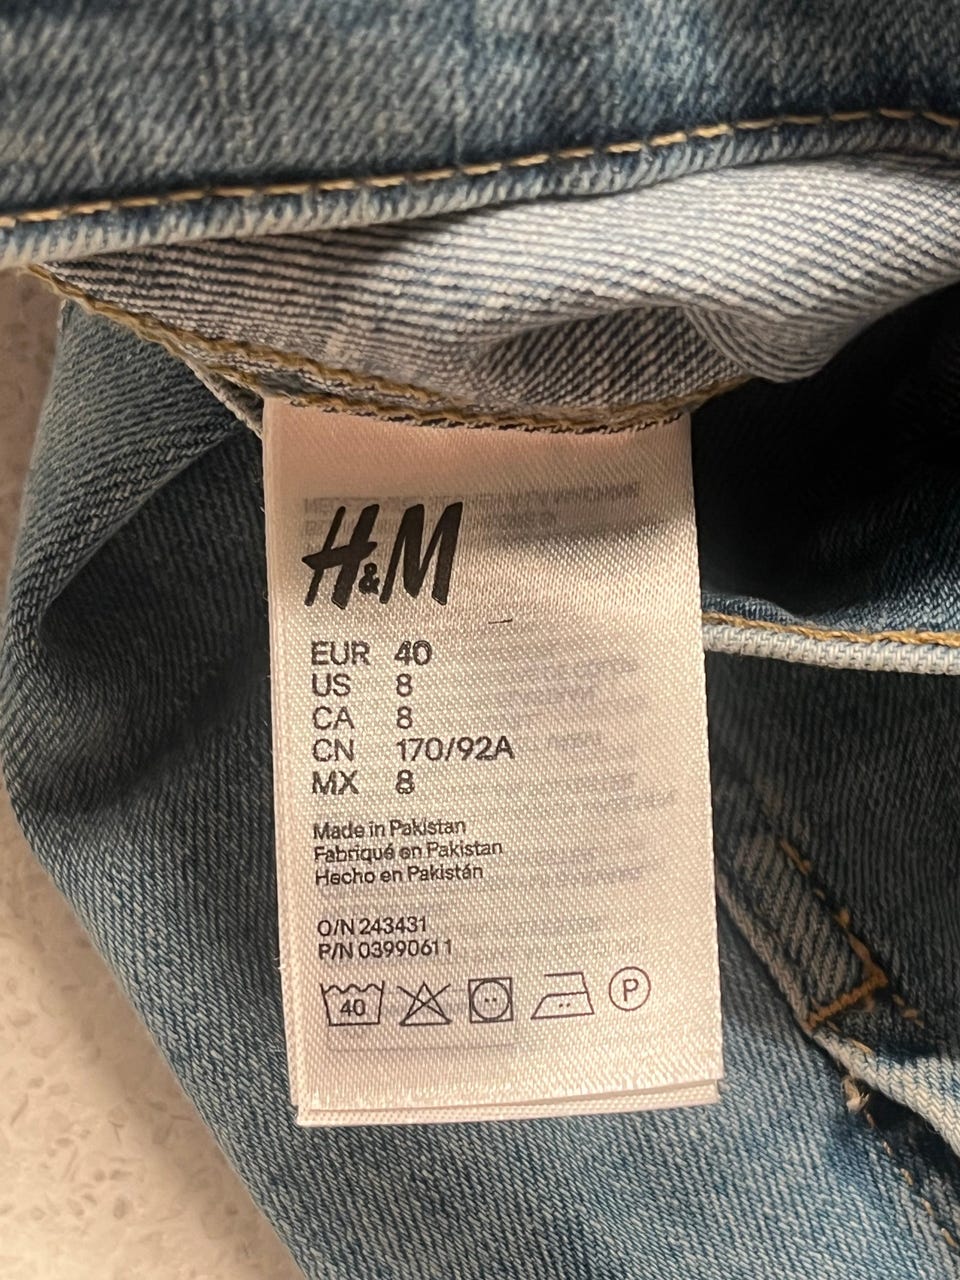 H&M
EUR 40
US 8
CA 8
CN 170/92A
MX 8
Made in Pakistan
Fabriqué en Pakistan
Hecho en Pakistán
O/N 243431
P/N 03990611
40 P